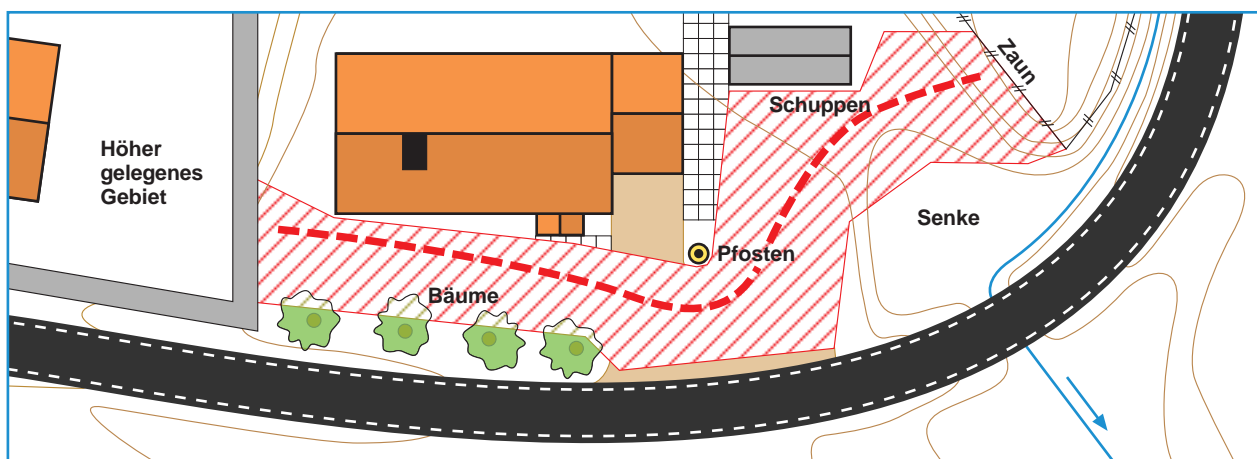 Höher
gelegenes
Gebiet
Schuppen
Zaun
Senke
Pfosten
Bäume